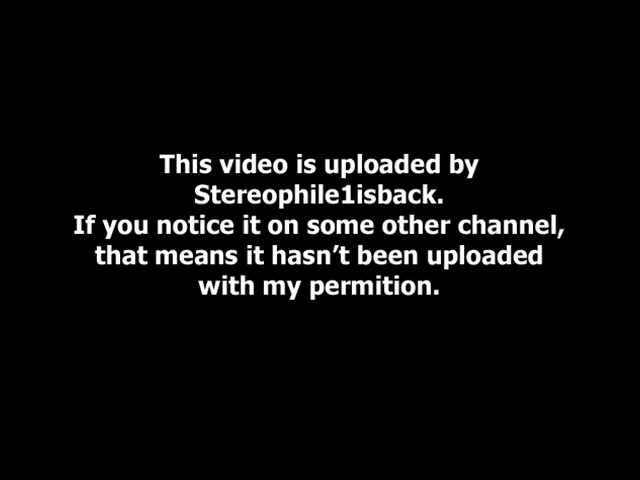 This video is uploaded by
Stereophile1isback.
If you notice it on some other channel,
that means it hasn’t been uploaded
with my permition.